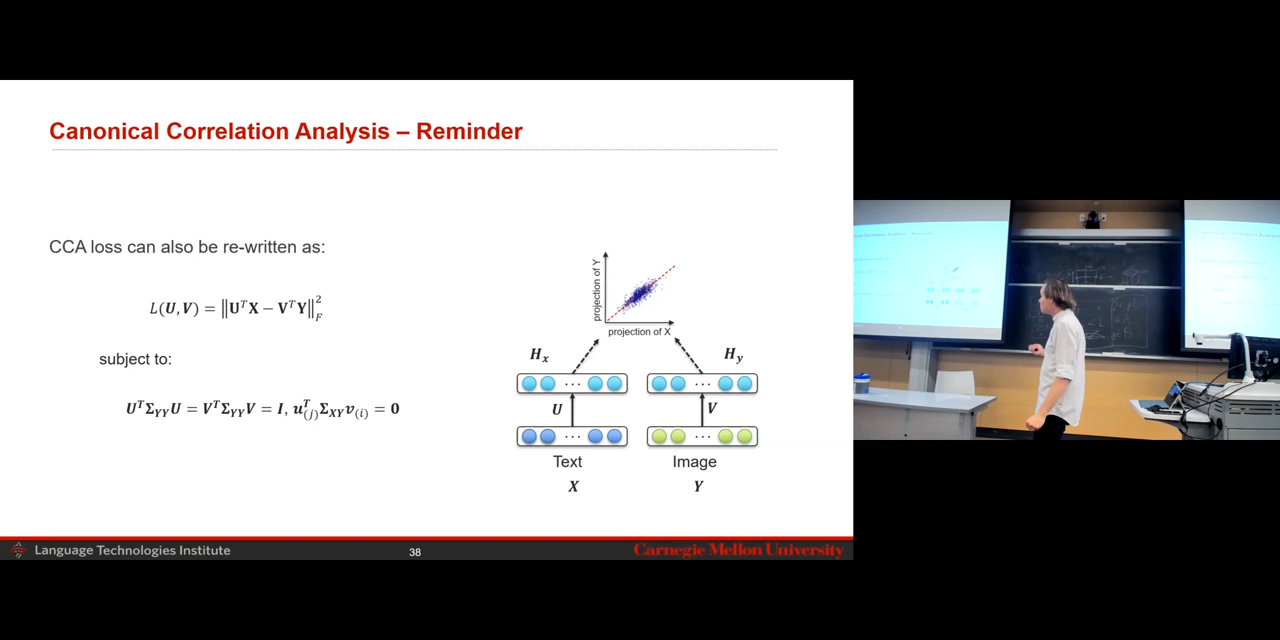 Canonical Correlation Analysis – Reminder
CCA loss can also be re-written as:
L(U, V) = ‖U^T X − V^T Y‖²_F
subject to:
U^T Σ_YY U = V^T Σ_YY V = I, u^T_(j) Σ_XY v_(i) = 0
projection of Y
projection of X
H_x
H_y
...
...
U
V
...
...
Text
Image
X
Y
Language Technologies Institute
38
Carnegie Mellon University